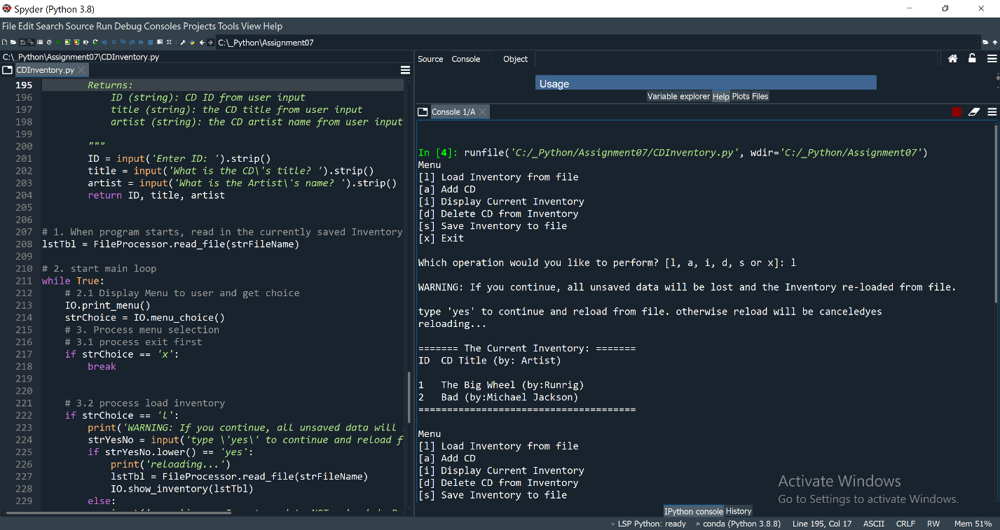 Spyder (Python 3.8)
File Edit Search Source Run Debug Consoles Projects Tools View Help
C:\_Python\Assignment07
C:\_Python\Assignment07\CDInventory.py
CDInventory.py
195 Returns:
196 ID (string): CD ID from user input
197 title (string): the CD title from user input
198 artist (string): the CD artist name from user input
199
200 """
201 ID = input('Enter ID: ').strip()
202 title = input('What is the CD\'s title? ').strip()
203 artist = input('What is the Artist\'s name? ').strip()
204 return ID, title, artist
205
206
207 # 1. When program starts, read in the currently saved Inventory
208 lstTbl = FileProcessor.read_file(strFileName)
209
210 # 2. start main loop
211 while True:
212 # 2.1 Display Menu to user and get choice
213 IO.print_menu()
214 strChoice = IO.menu_choice()
215 # 3. Process menu selection
216 # 3.1 process exit first
217 if strChoice == 'x':
218 break
219
220
221 # 3.2 process load inventory
222 if strChoice == 'l':
223 print('WARNING: If you continue, all unsaved data will
224 strYesNo = input('type \'yes\' to continue and reload f
225 if strYesNo.lower() == 'yes':
226 print('reloading...')
227 lstTbl = FileProcessor.read_file(strFileName)
228 IO.show_inventory(lstTbl)
229 else:
Source Console Object
Usage
Variable explorer Help Plots Files
Console 1/A
In [4]: runfile('C:/_Python/Assignment07/CDInventory.py', wdir='C:/_Python/Assignment07')
Menu
[l] Load Inventory from file
[a] Add CD
[i] Display Current Inventory
[d] Delete CD from Inventory
[s] Save Inventory to file
[x] Exit
Which operation would you like to perform? [l, a, i, d, s or x]: l
WARNING: If you continue, all unsaved data will be lost and the Inventory re-loaded from file.
type 'yes' to continue and reload from file. otherwise reload will be canceledyes
reloading...
======= The Current Inventory: =======
ID CD Title (by: Artist)
1 The Big Wheel (by:Runrig)
2 Bad (by:Michael Jackson)
======================================
Menu
[l] Load Inventory from file
[a] Add CD
[i] Display Current Inventory
[d] Delete CD from Inventory
[s] Save Inventory to file
Activate Windows
Go to Settings to activate Windows.
IPython console History
LSP Python: ready conda (Python 3.8.8) Line 195, Col 17 ASCII CRLF RW Mem 51%